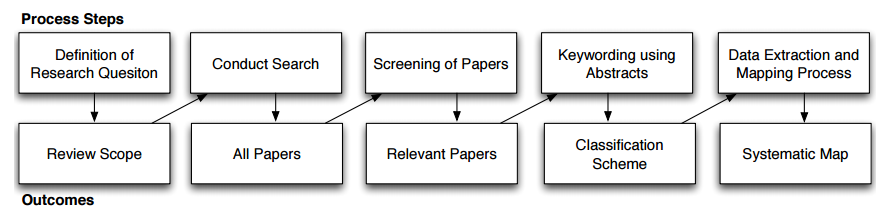 Process Steps
Definition of
Research Quesiton
Conduct Search
Screening of Papers
Keywording using
Abstracts
Data Extraction and
Mapping Process
Review Scope
All Papers
Relevant Papers
Classification
Scheme
Systematic Map
Outcomes